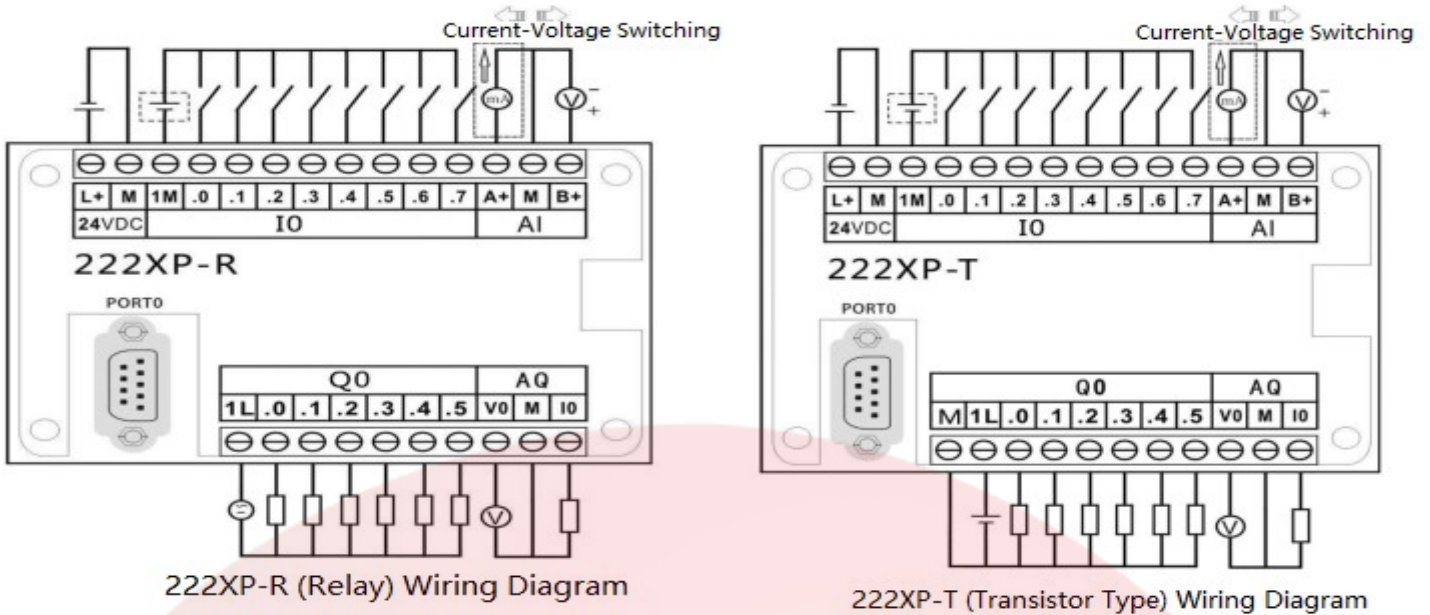 Current-Voltage Switching
mA
V
-
+
L+ M 1M .0 .1 .2 .3 .4 .5 .6 .7 A+ M B+
24VDC I0 AI
222XP-R
PORT0
Q0 AQ
1L .0 .1 .2 .3 .4 .5 V0 M I0
V
222XP-R (Relay) Wiring Diagram
Current-Voltage Switching
mA
V
-
+
L+ M 1M .0 .1 .2 .3 .4 .5 .6 .7 A+ M B+
24VDC I0 AI
222XP-T
PORT0
Q0 AQ
M 1L .0 .1 .2 .3 .4 .5 V0 M I0
V
222XP-T (Transistor Type) Wiring Diagram